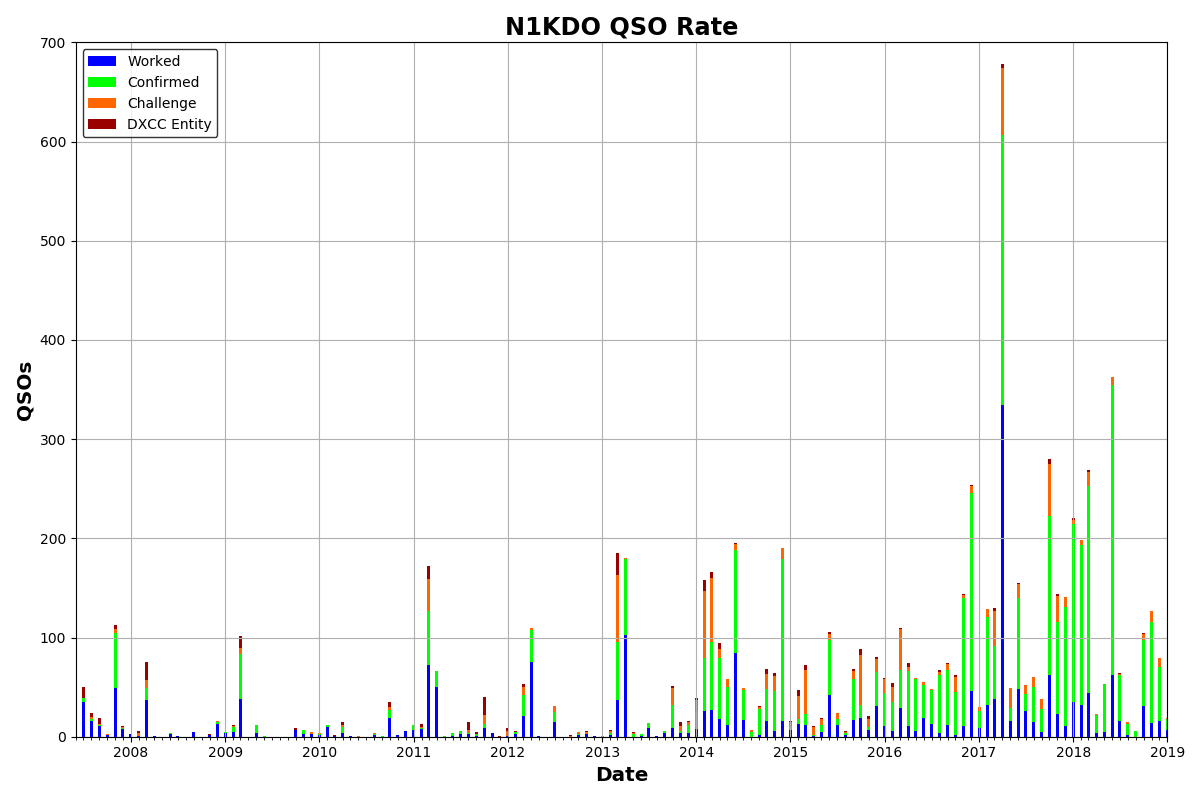 N1KDO QSO Rate
700
Worked
Confirmed
Challenge
DXCC Entity
600
500
400
300
200
100
0
QSOs
2008 2009 2010 2011 2012 2013 2014 2015 2016 2017 2018 2019
Date